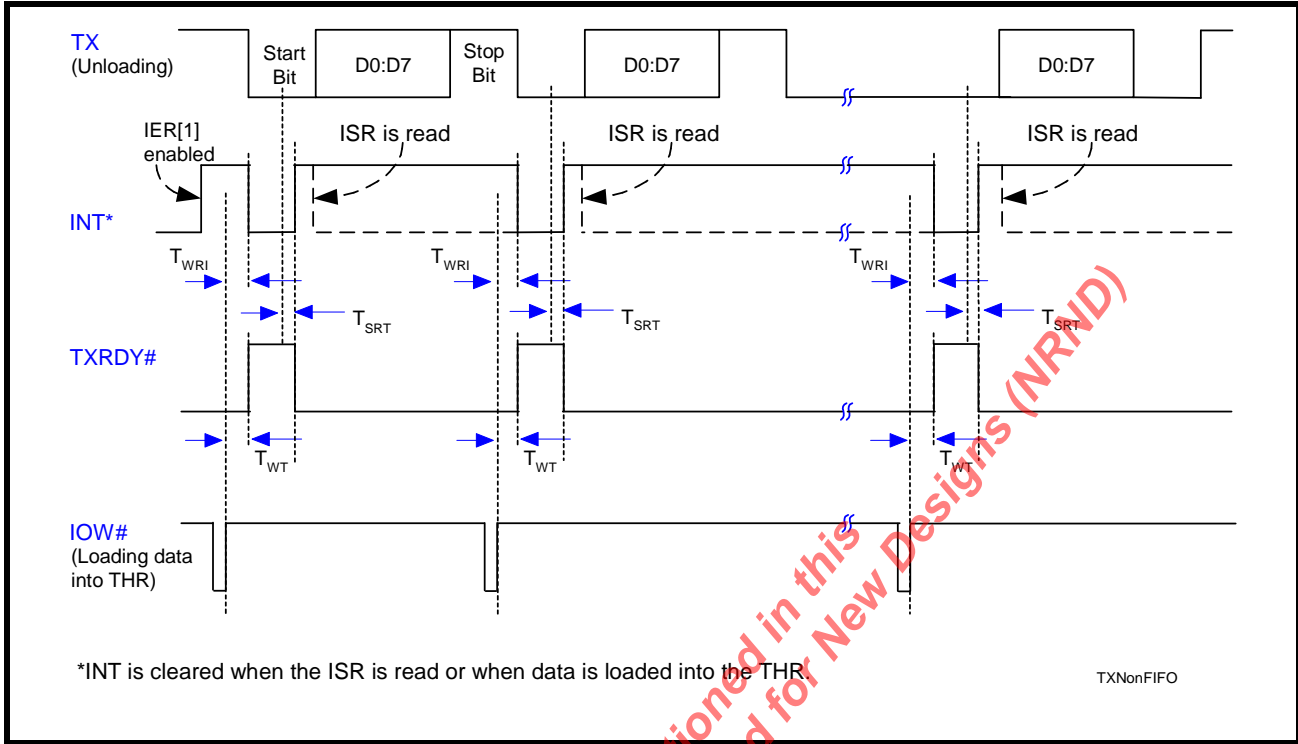 TX
(Unloading)
Start
Bit
D0:D7
Stop
Bit
D0:D7
D0:D7
IER[1]
enabled
ISR is read
ISR is read
ISR is read
INT*
TWRI
TWRI
TWRI
TSRT
TSRT
TSRT
TXRDY#
TWT
TWT
TWT
IOW#
(Loading data
into THR)
*INT is cleared when the ISR is read or when data is loaded into the THR.
TXNonFIFO
tioned in this
d for New Designs (NRND)